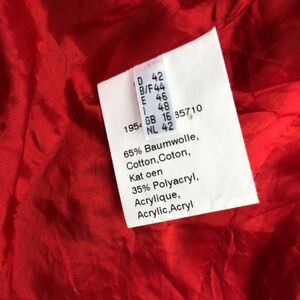 D 42
B/F 44
E 46
I 48
GB 16
NL 42
195 85710
65% Baumwolle,
Cotton,Coton,
Kat oen
35% Polyacryl,
Acrylique,
Acrylic,Acryl